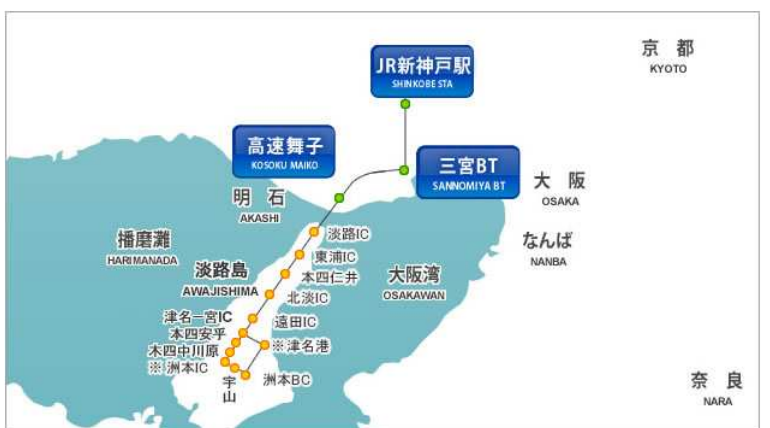 京都
KYOTO
JR新神戸駅
SHINKOBE STA
高速舞子
KOSOKU MAIKO
三宮BT
SANNOMIYA BT
明石
AKASHI
大阪
OSAKA
播磨灘
HARIMANADA
淡路IC
なんば
NANBA
東浦IC
淡路島
AWAJISHIMA
本四仁井
大阪湾
OSAKAWAN
北淡IC
津名一宮IC
遠田IC
本四安乎
※津名港
本四中川原
※洲本IC
宇山
洲本BC
奈良
NARA